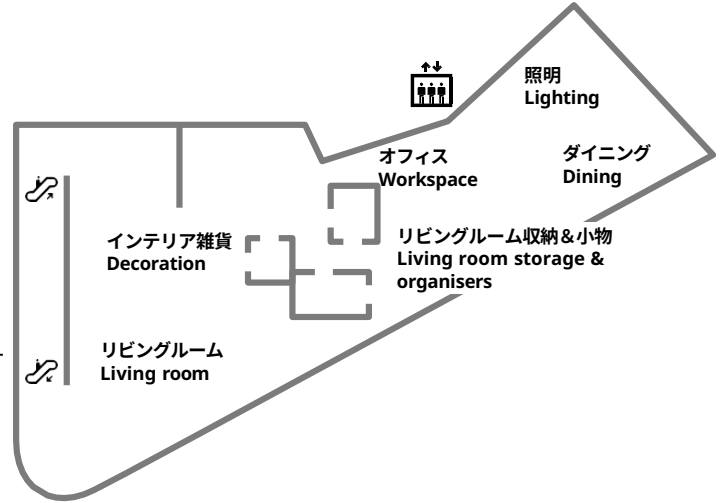 照明
Lighting
オフィス
Workspace
ダイニング
Dining
インテリア雑貨
Decoration
リビングルーム収納＆小物
Living room storage &
organisers
リビングルーム
Living room